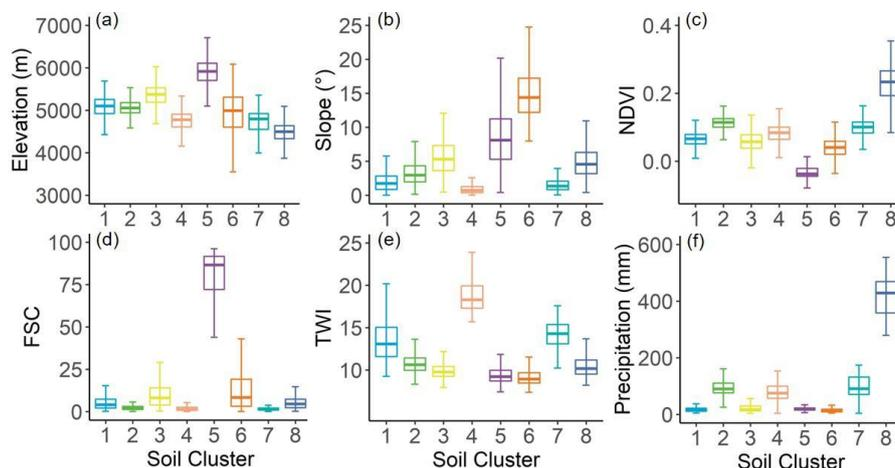 (a)
Elevation (m)
7000
6000
5000
4000
3000
1 2 3 4 5 6 7 8
(b)
Slope (°)
25
20
15
10
5
0
1 2 3 4 5 6 7 8
(c)
NDVI
0.4
0.2
0.0
1 2 3 4 5 6 7 8
(d)
FSC
100
75
50
25
0
1 2 3 4 5 6 7 8
Soil Cluster
(e)
TWI
25
20
15
10
1 2 3 4 5 6 7 8
Soil Cluster
(f)
Precipitation (mm)
600
400
200
0
1 2 3 4 5 6 7 8
Soil Cluster